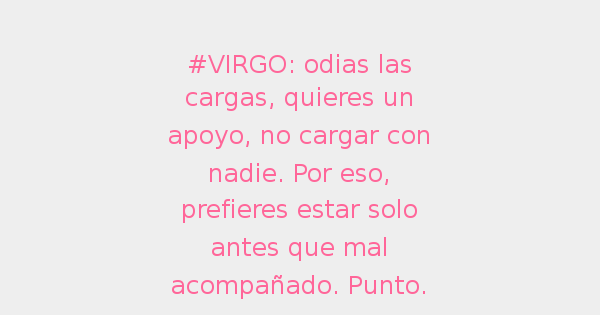 #VIRGO: odias las
cargas, quieres un
apoyo, no cargar con
nadie. Por eso,
prefieres estar solo
antes que mal
acompañado. Punto.